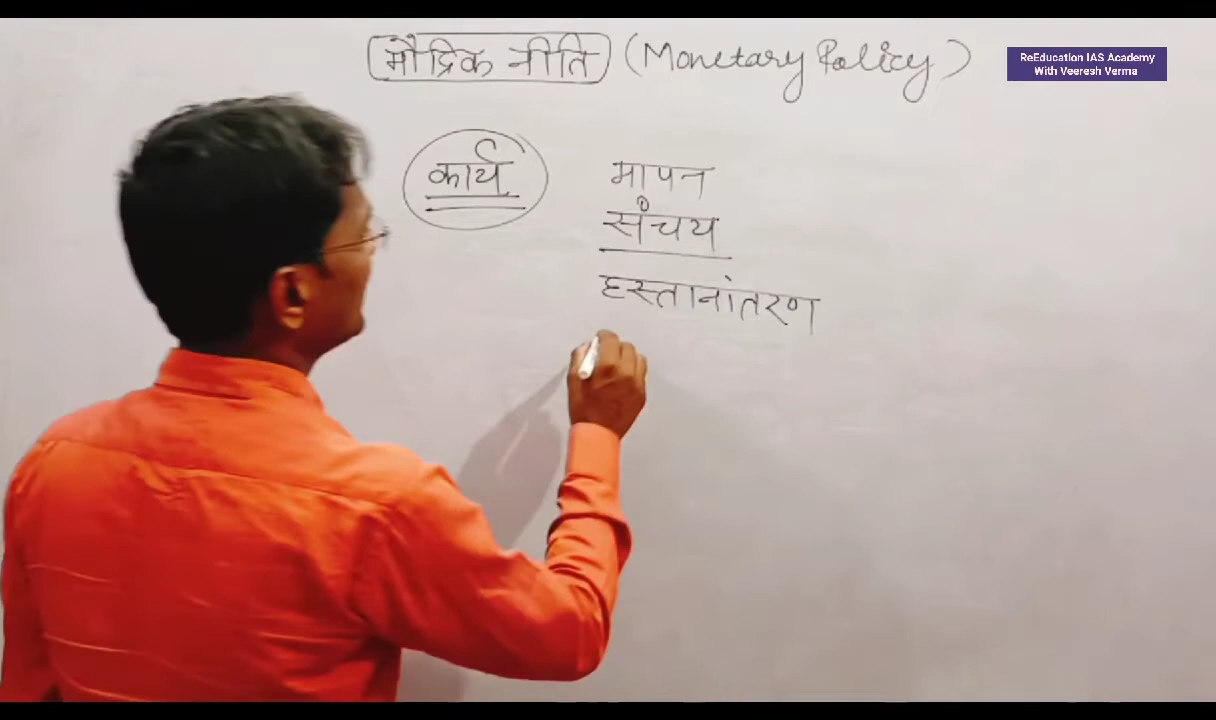 मौद्रिक नीति (Monetary Policy)
ReEducation IAS Academy
With Veeresh Verma
कार्य
मापन
संचय
हस्तानांतरण